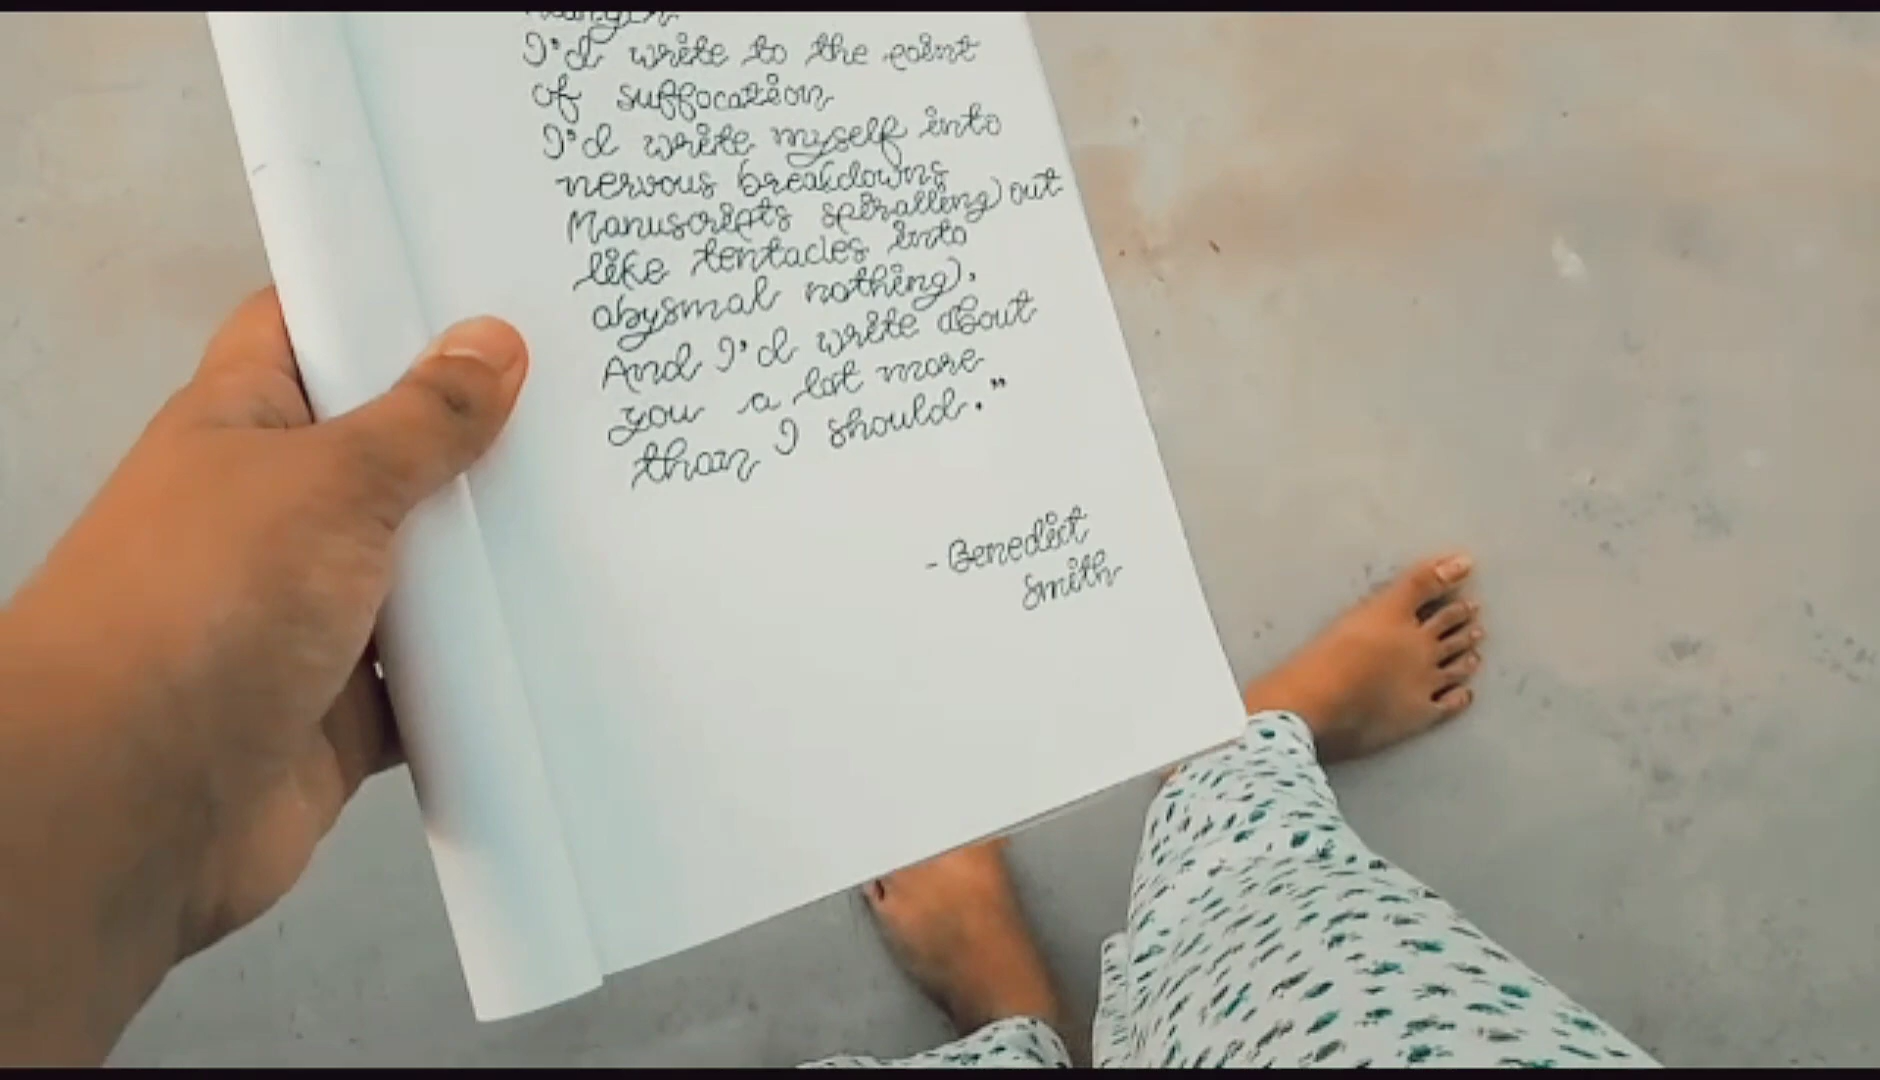 I'd write to the point
of suffocation
I'd write myself into
nervous breakdowns
Manuscripts spiralling out
like tentacles into
abysmal nothing,
And I'd write about
you a lot more
than I should."
-Benedict
Smith